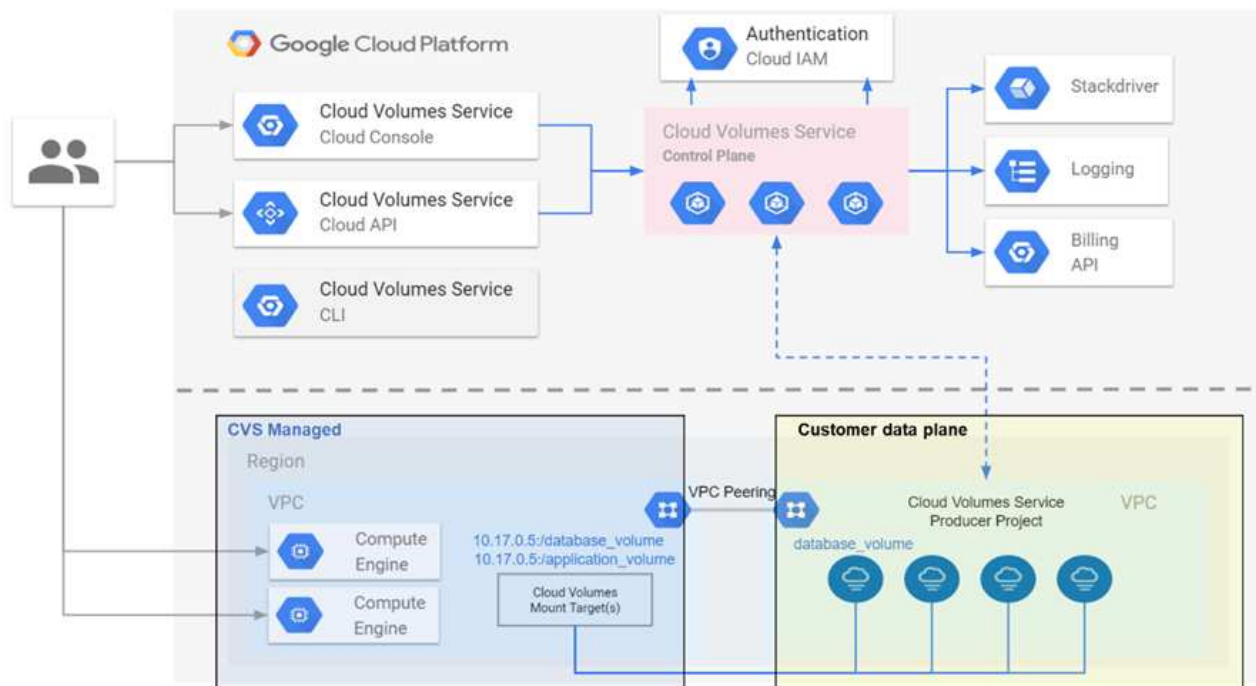 Google Cloud Platform
Authentication
Cloud IAM
Cloud Volumes Service
Cloud Console
Cloud Volumes Service
Cloud API
Cloud Volumes Service
CLI
Cloud Volumes Service
Control Plane
Stackdriver
Logging
Billing
API
CVS Managed
Region
VPC
Compute
Engine
Compute
Engine
10.17.0.5:/database_volume
10.17.0.5:/application_volume
Cloud Volumes
Mount Target(s)
VPC Peering
Customer data plane
Cloud Volumes Service
Producer Project
VPC
database_volume